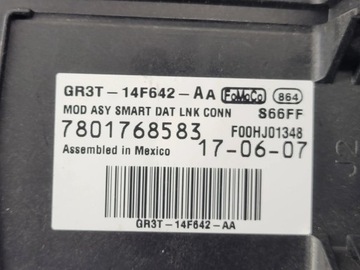 GR3T-14F642-AA FoMoCo 864
MOD ASY SMART DAT LNK CONN S66FF
7801768583 F00HJ01348
Assembled in Mexico 17-06-07
GR3T-14F642-AA
J2